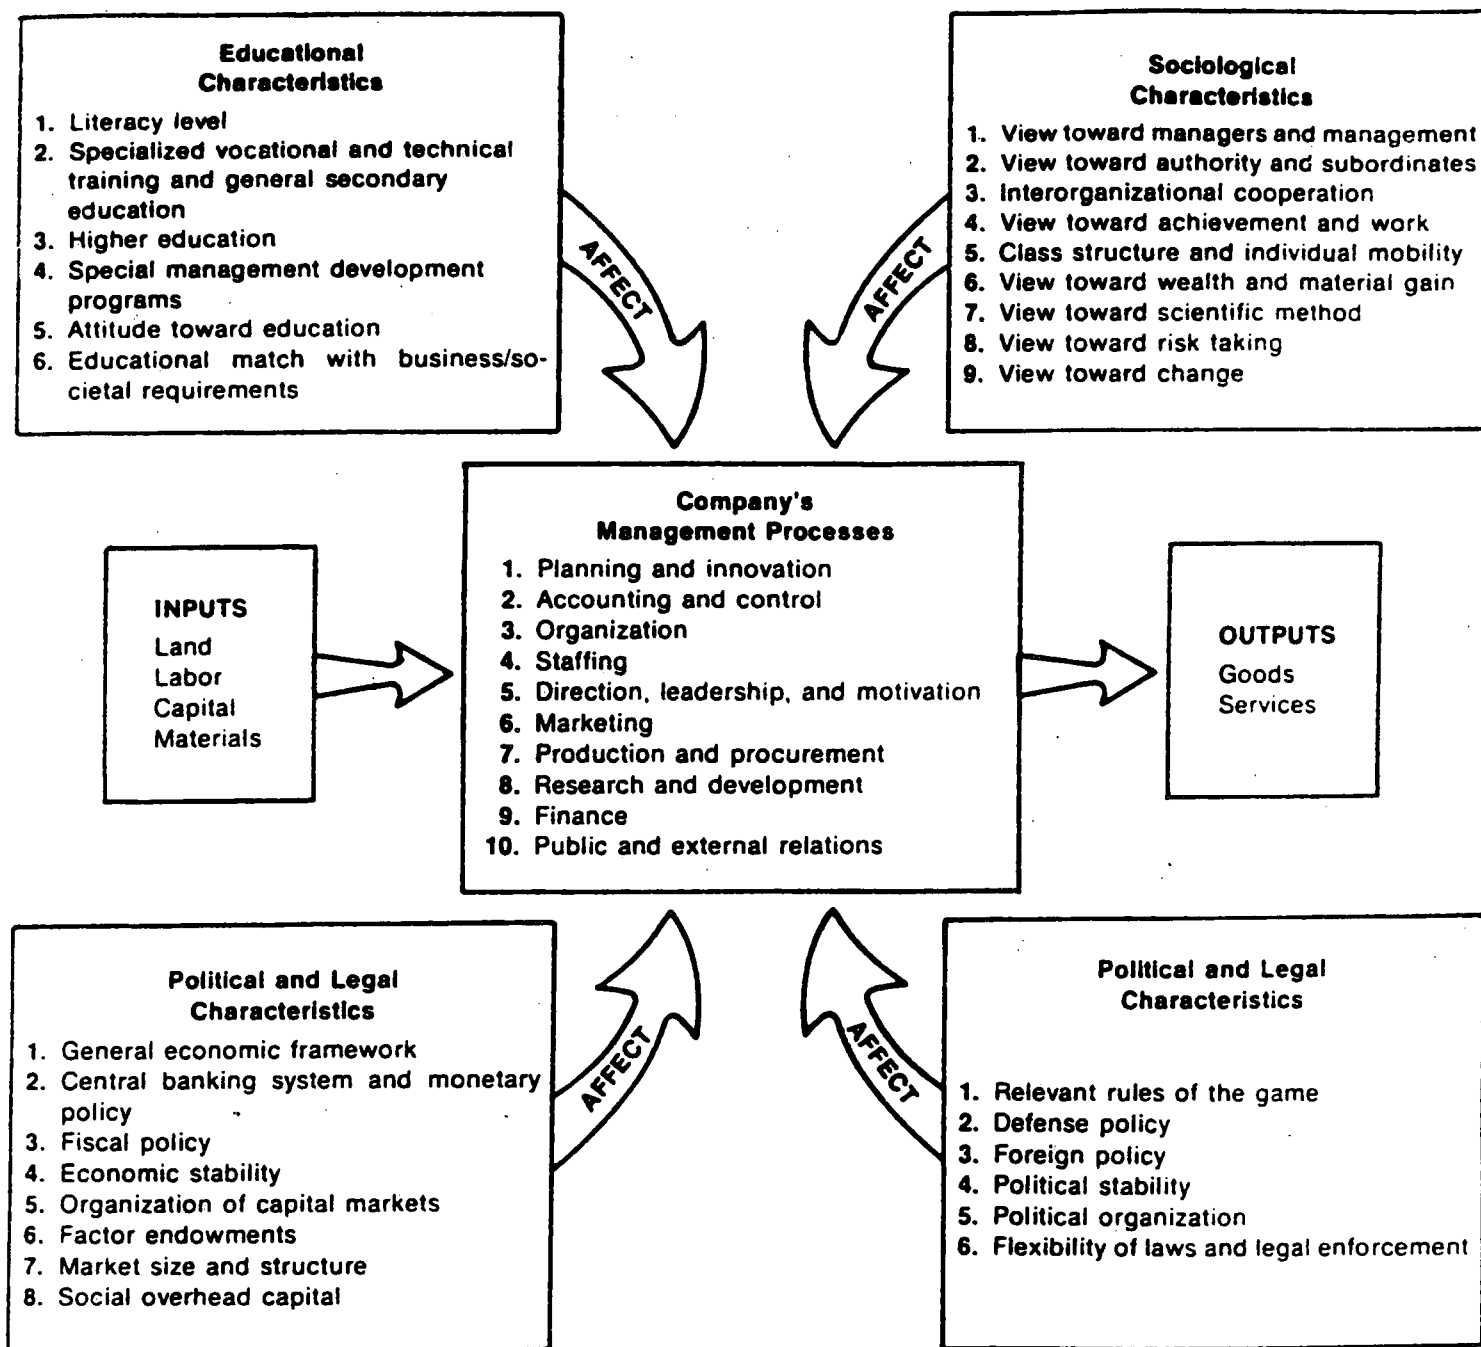 Educational
Characteristics
1. Literacy level
2. Specialized vocational and technical
training and general secondary
education
3. Higher education
4. Special management development
programs
5. Attitude toward education
6. Educational match with business/so-
cietal requirements
AFFECT
Sociological
Characteristics
1. View toward managers and management
2. View toward authority and subordinates
3. Interorganizational cooperation
4. View toward achievement and work
5. Class structure and individual mobility
6. View toward wealth and material gain
7. View toward scientific method
8. View toward risk taking
9. View toward change
AFFECT
INPUTS
Land
Labor
Capital
Materials
Company's
Management Processes
1. Planning and innovation
2. Accounting and control
3. Organization
4. Staffing
5. Direction, leadership, and motivation
6. Marketing
7. Production and procurement
8. Research and development
9. Finance
10. Public and external relations
OUTPUTS
Goods
Services
Political and Legal
Characteristics
1. General economic framework
2. Central banking system and monetary
policy
3. Fiscal policy
4. Economic stability
5. Organization of capital markets
6. Factor endowments
7. Market size and structure
8. Social overhead capital
AFFECT
Political and Legal
Characteristics
1. Relevant rules of the game
2. Defense policy
3. Foreign policy
4. Political stability
5. Political organization
6. Flexibility of laws and legal enforcement
AFFECT